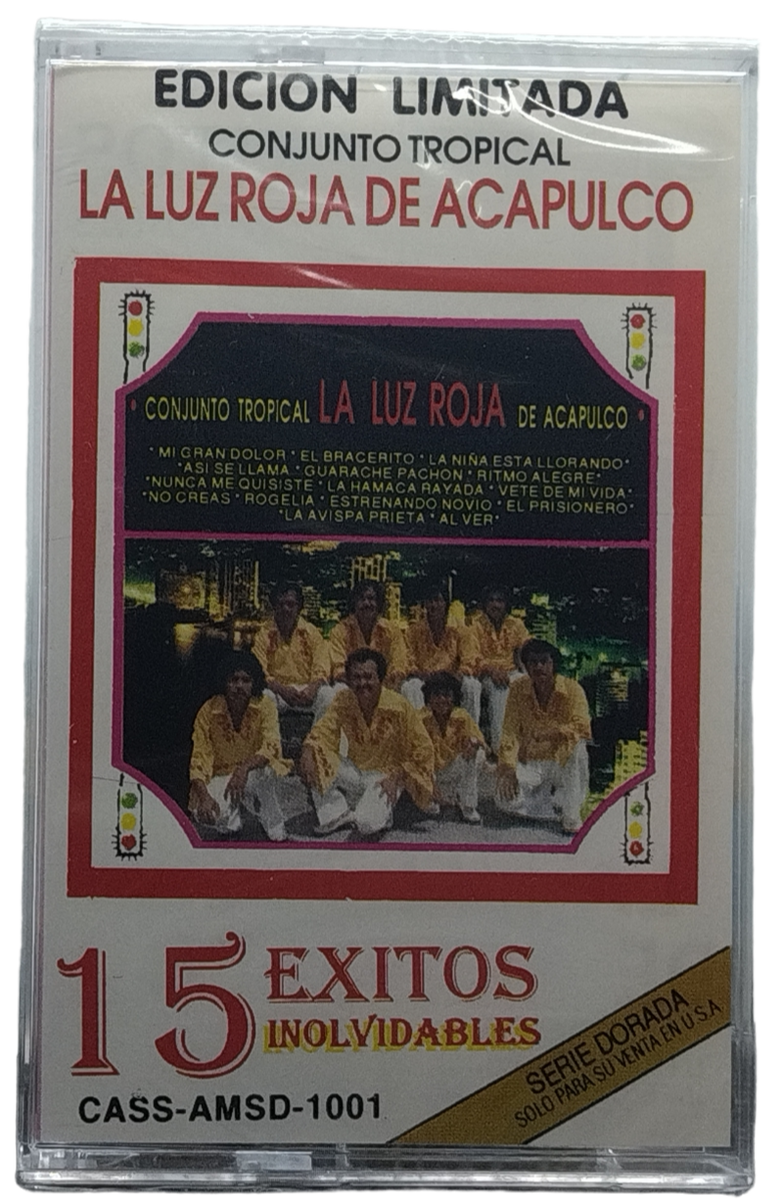 EDICION LIMITADA
CONJUNTO TROPICAL
LA LUZ ROJA DE ACAPULCO
• CONJUNTO TROPICAL LA LUZ ROJA DE ACAPULCO •
• MI GRAN DOLOR • EL BRACERITO • LA NIÑA ESTA LLORANDO •
• ASI SE LLAMA • GUARACHE PACHON • RITMO ALEGRE •
• NUNCA ME QUISISTE • LA HAMACA RAYADA • VETE DE MI VIDA •
• NO CREAS • ROGELIA • ESTRENANDO NOVIO • EL PRISIONERO •
• LA AVISPA PRIETA • AL VER •
15 EXITOS
INOLVIDABLES
SERIE DORADA
SOLO PARA SU VENTA EN U.S.A
CASS-AMSD-1001